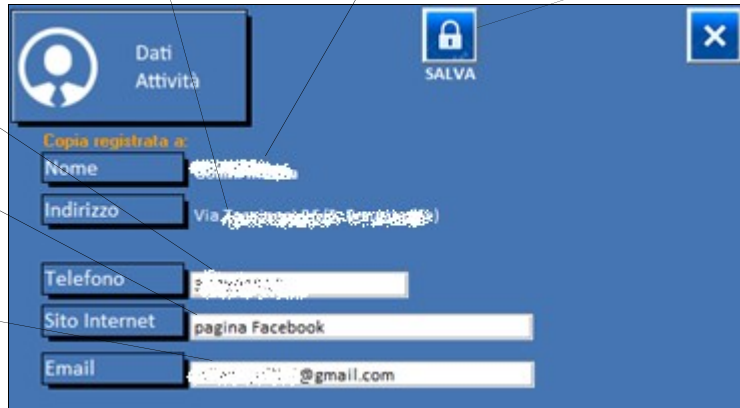 Dati
Attività
SALVA
Copia registrata a:
Nome
Indirizzo
Via
Telefono
Sito Internet
pagina Facebook
Email
@gmail.com